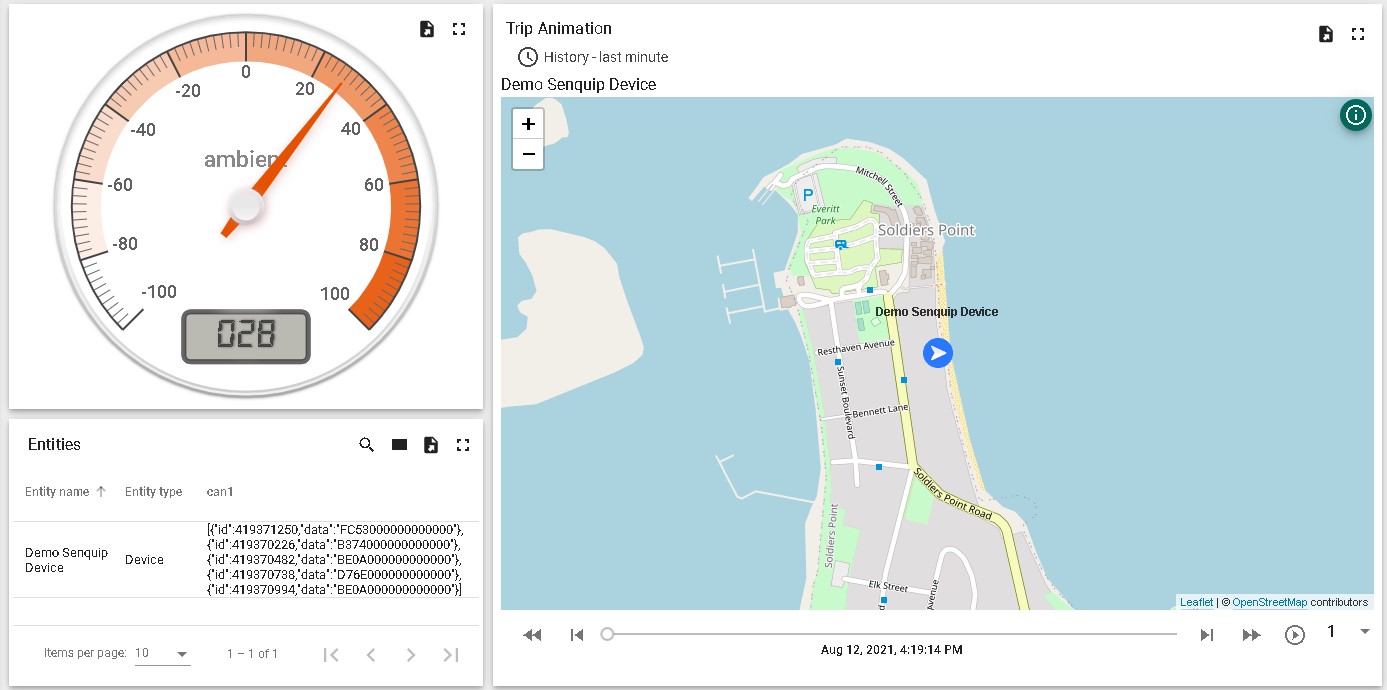 0
-20
20
-40
40
ambient
-60
60
-80
80
-100
100
028
Entities
Entity name
Entity type
can1
Demo Senquip
Device
Device
[{"id":419371250,"data":"FC53000000000000"},
{"id":419370226,"data":"B374000000000000"},
{"id":419370482,"data":"BE0A000000000000"},
{"id":419370738,"data":"D76E000000000000"},
{"id":419370994,"data":"BE0A000000000000"}]
Items per page: 10
1 – 1 of 1
Trip Animation
History - last minute
Demo Senquip Device
+
−
Mitchell Street
P
Everitt
Park
Soldiers Point
Demo Senquip Device
Resthaven Avenue
Sunset Boulevard
Bennett Lane
Soldiers Point Road
Soldiers Point
Elk Street
Avenue
Leaflet | © OpenStreetMap contributors
Aug 12, 2021, 4:19:14 PM
1